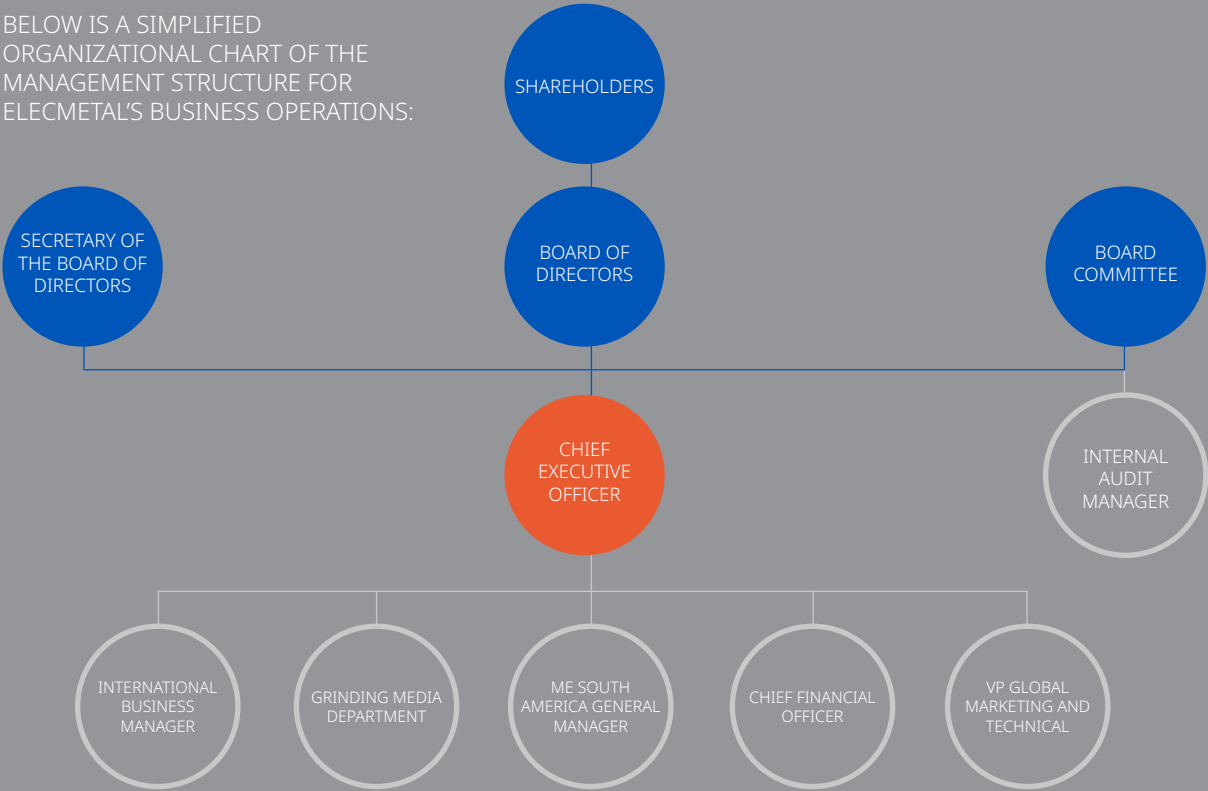 BELOW IS A SIMPLIFIED
ORGANIZATIONAL CHART OF THE
MANAGEMENT STRUCTURE FOR
ELECMETAL'S BUSINESS OPERATIONS:
SHAREHOLDERS
SECRETARY OF
THE BOARD OF
DIRECTORS
BOARD OF
DIRECTORS
BOARD
COMMITTEE
CHIEF
EXECUTIVE
OFFICER
INTERNAL
AUDIT
MANAGER
INTERNATIONAL
BUSINESS
MANAGER
GRINDING MEDIA
DEPARTMENT
ME SOUTH
AMERICA GENERAL
MANAGER
CHIEF FINANCIAL
OFFICER
VP GLOBAL
MARKETING AND
TECHNICAL